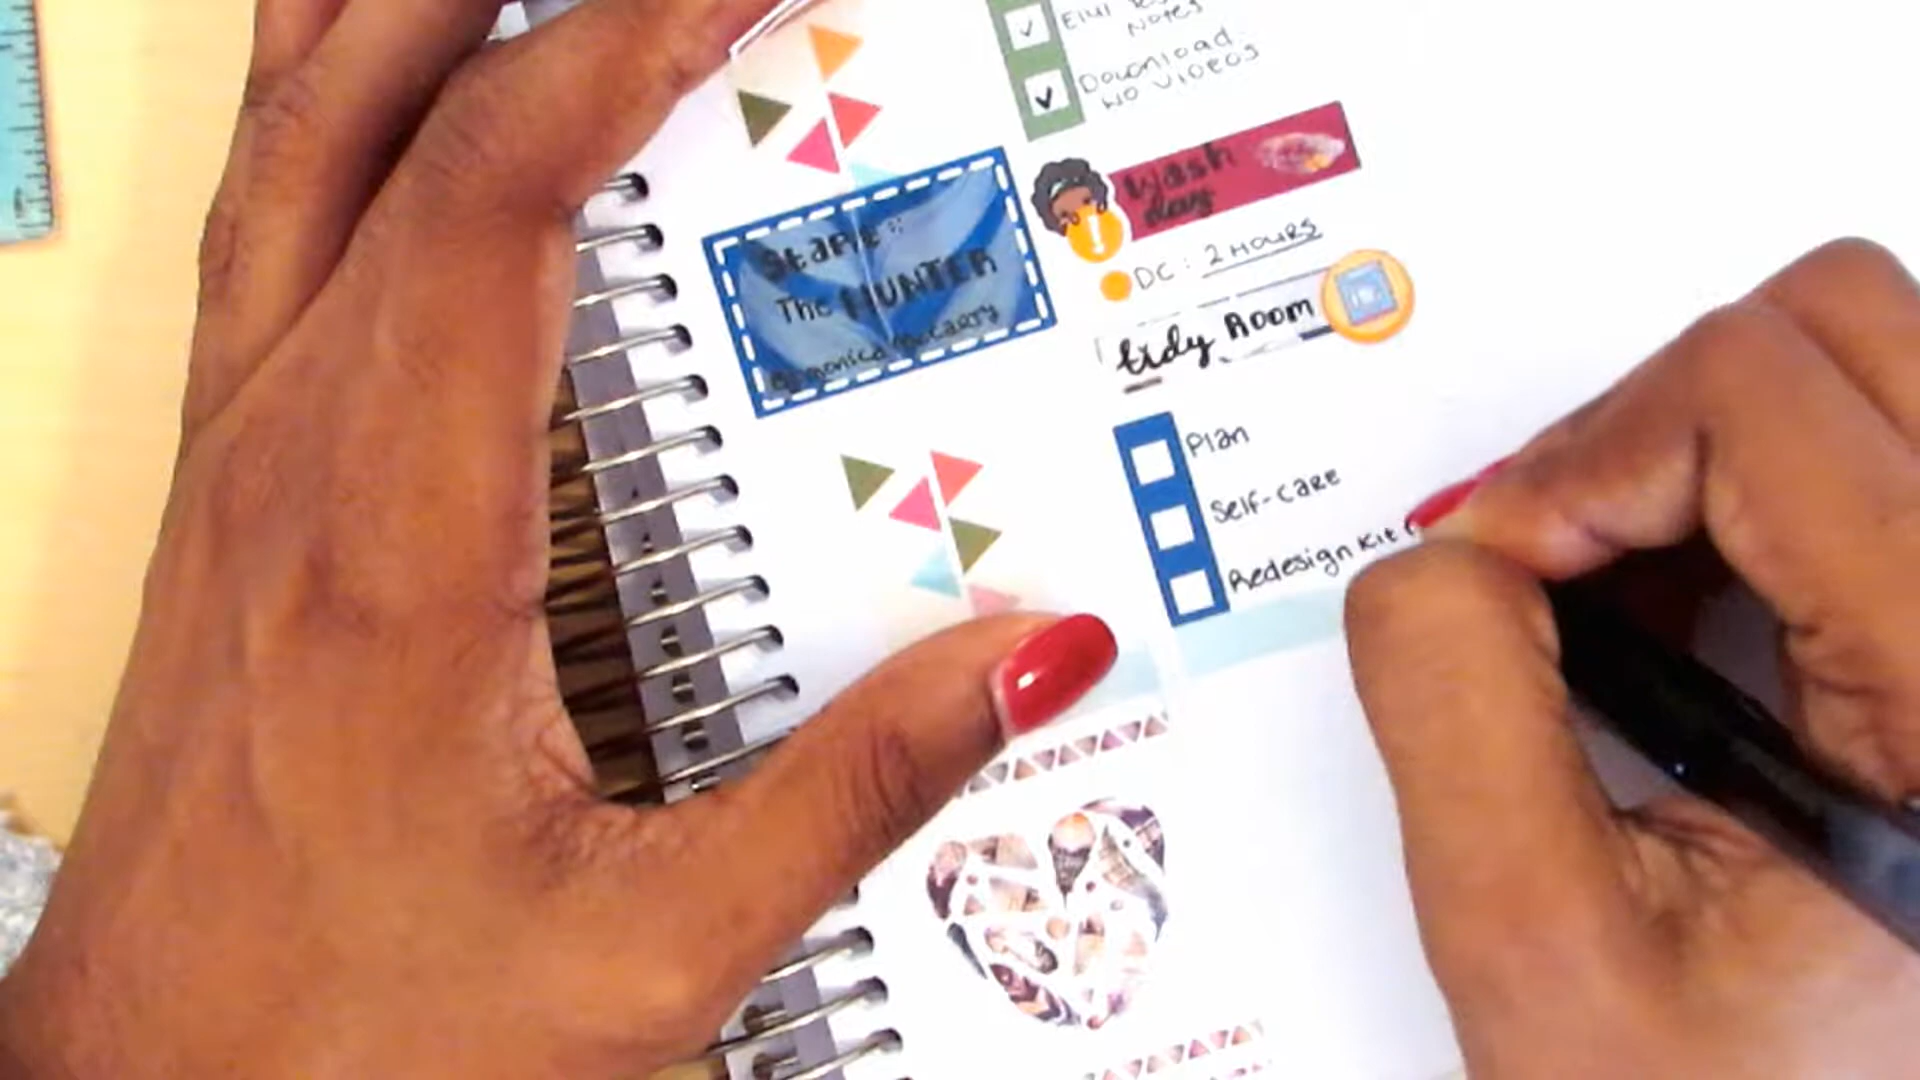 Notes
Download
WO VIDEOS
Wash
day
DC: 2 HOURS
tidy Room
Start:
The HUNTER
monica McCarty
Plan
Self-care
Redesign Kit